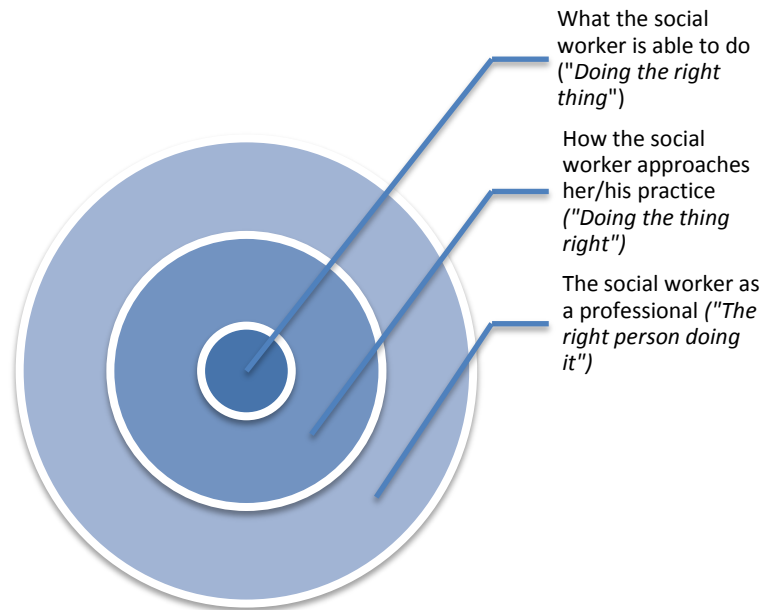 What the social
worker is able to do
("Doing the right
thing")
How the social
worker approaches
her/his practice
("Doing the thing
right")
The social worker as
a professional ("The
right person doing
it")